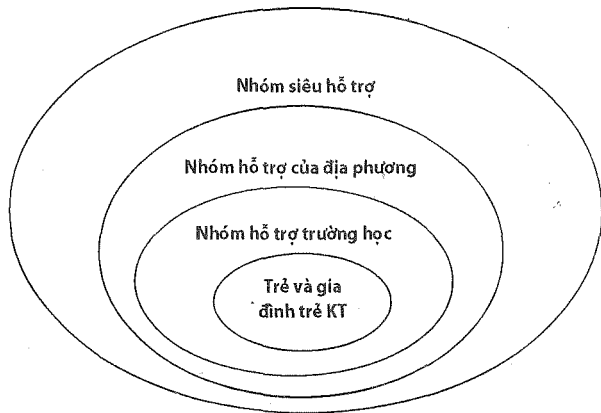 Nhóm siêu hỗ trợ
Nhóm hỗ trợ của địa phương
Nhóm hỗ trợ trường học
Trẻ và gia
đình trẻ KT